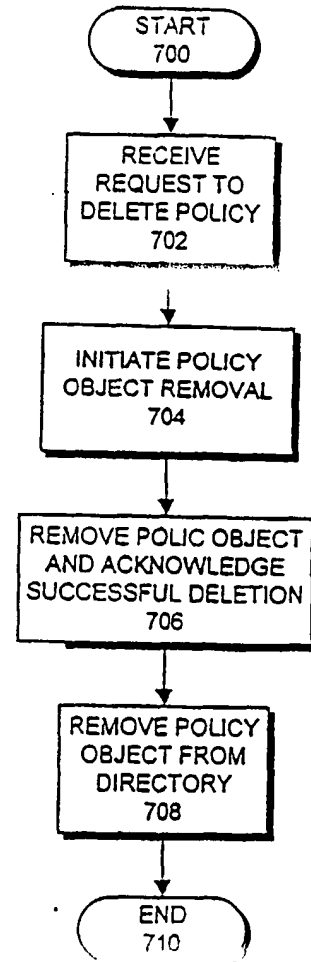 START
700
RECEIVE
REQUEST TO
DELETE POLICY
702
INITIATE POLICY
OBJECT REMOVAL
704
REMOVE POLIC OBJECT
AND ACKNOWLEDGE
SUCCESSFUL DELETION
706
REMOVE POLICY
OBJECT FROM
DIRECTORY
708
END
710